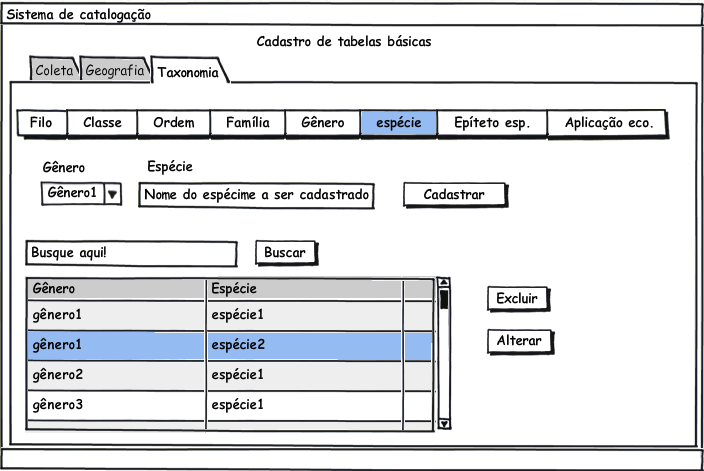 Sistema de catalogação
Cadastro de tabelas básicas
Coleta Geografia Taxonomia
Filo Classe Ordem Família Gênero espécie Epíteto esp. Aplicação eco.
Gênero Espécie
Gênero1 Nome do espécime a ser cadastrado Cadastrar
Busque aqui! Buscar
Gênero Espécie
Excluir
gênero1 espécie1
gênero1 espécie2
Alterar
gênero2 espécie1
gênero3 espécie1